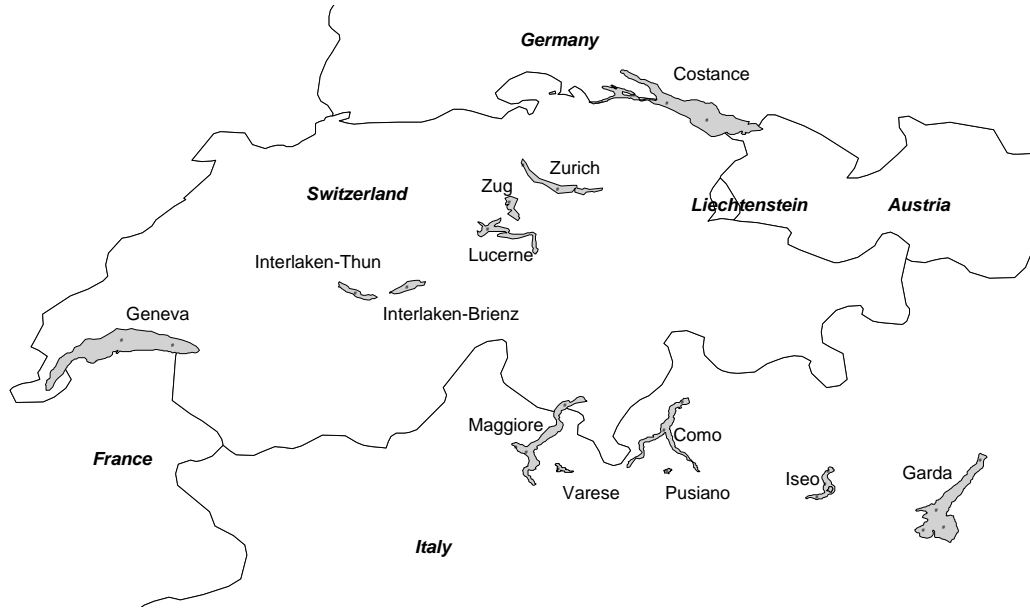 Germany
Costance
Zurich
Zug
Switzerland
Liechtenstein
Austria
Lucerne
Interlaken-Thun
Interlaken-Brienz
Geneva
Maggiore
Como
France
Varese
Pusiano
Iseo
Garda
Italy